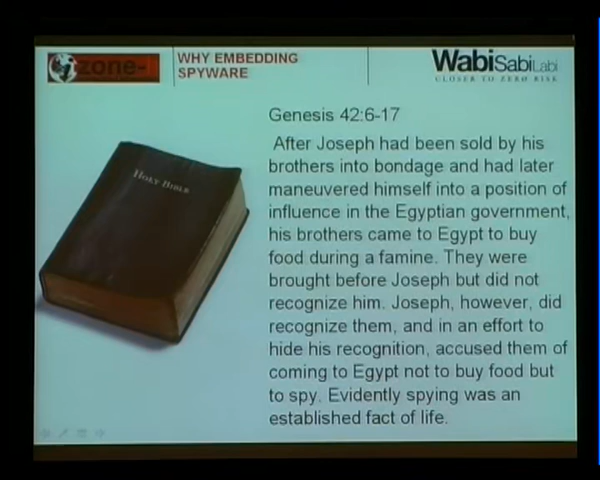 zone-
WHY EMBEDDING
SPYWARE
WabiSabiLabi
CLOSER TO ZERO RISK
Genesis 42:6-17
After Joseph had been sold by his
brothers into bondage and had later
maneuvered himself into a position of
influence in the Egyptian government,
his brothers came to Egypt to buy
food during a famine. They were
brought before Joseph but did not
recognize him. Joseph, however, did
recognize them, and in an effort to
hide his recognition, accused them of
coming to Egypt not to buy food but
to spy. Evidently spying was an
established fact of life.
HOLY BIBLE